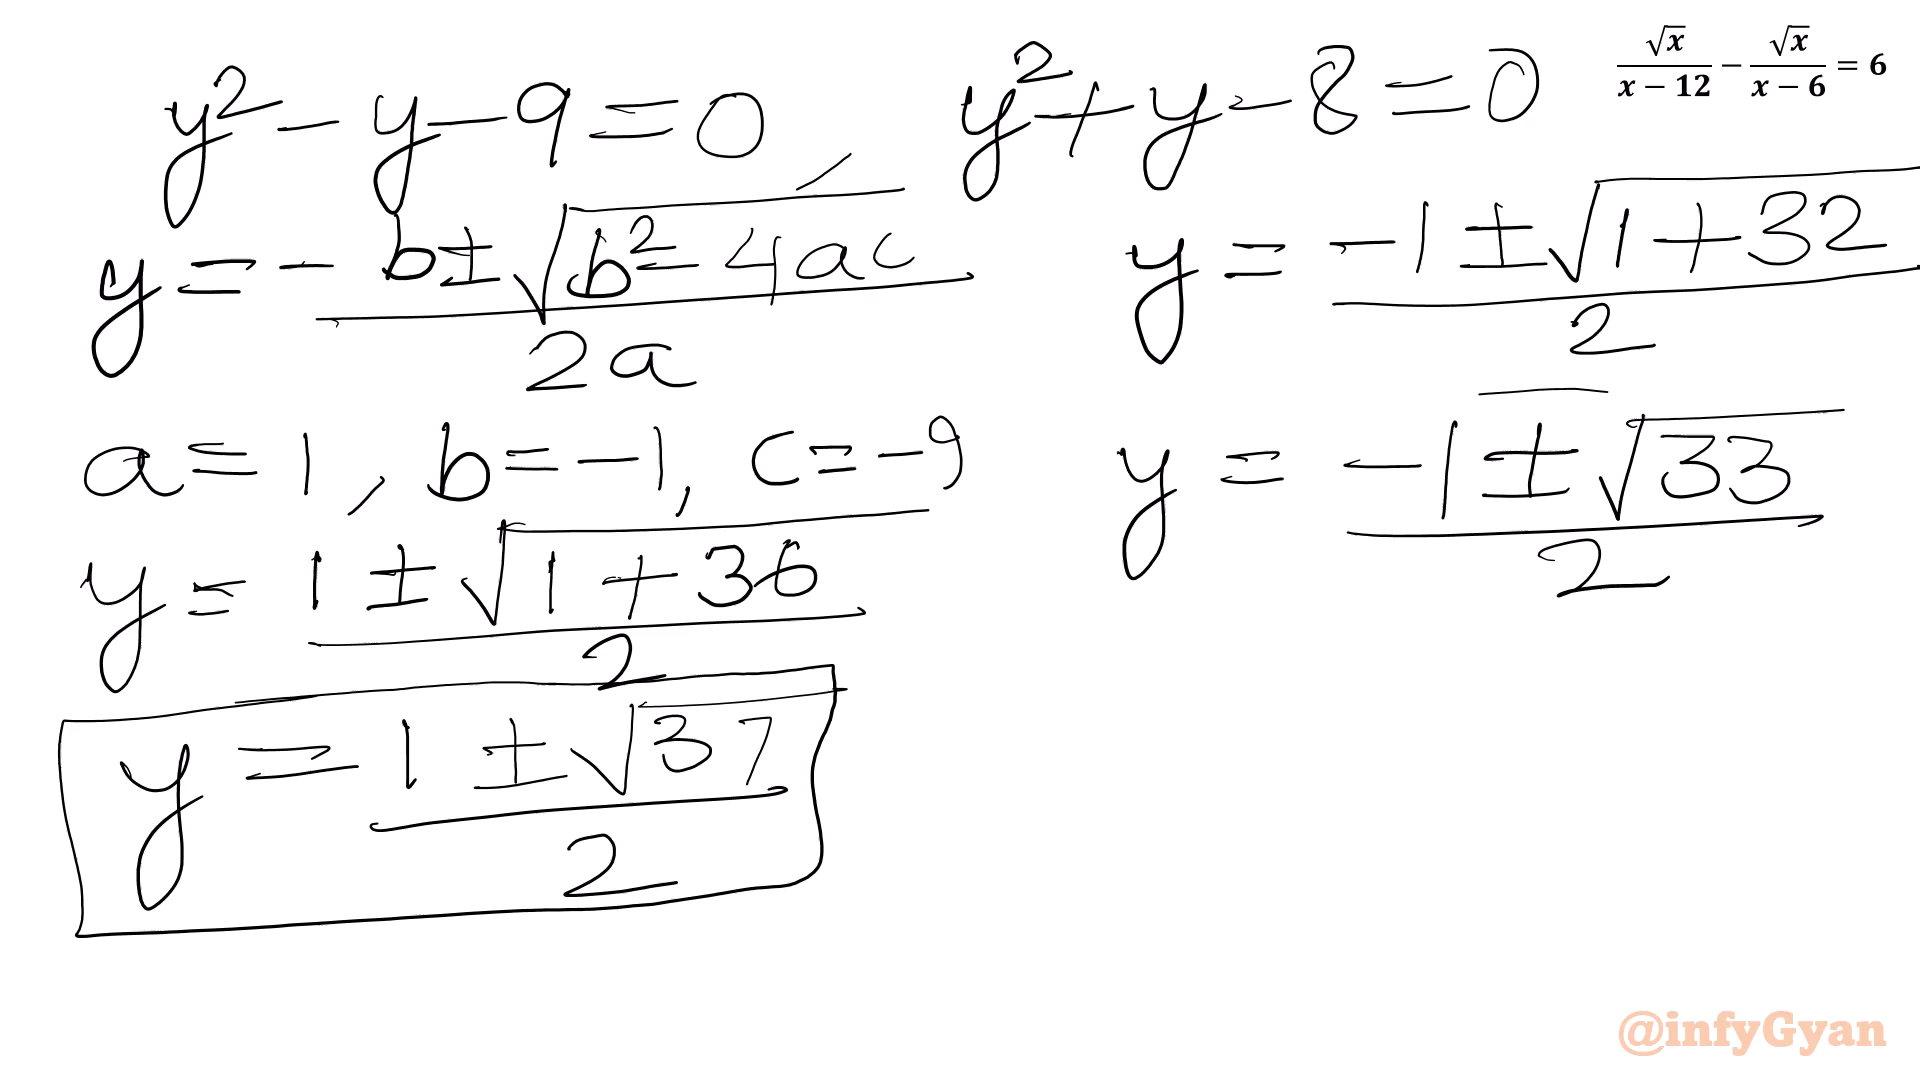 y² - y - 9 = 0
y = - b ± √(b² - 4ac) / 2a
a = 1 , b = -1, c = -9
y = 1 ± √(1 + 36) / 2
y = 1 ± √37 / 2
y² + y - 8 = 0
y = -1 ± √(1 + 32) / 2
y = -1 ± √33 / 2
√x / (x - 12) - √x / (x - 6) = 6
@infyGyan